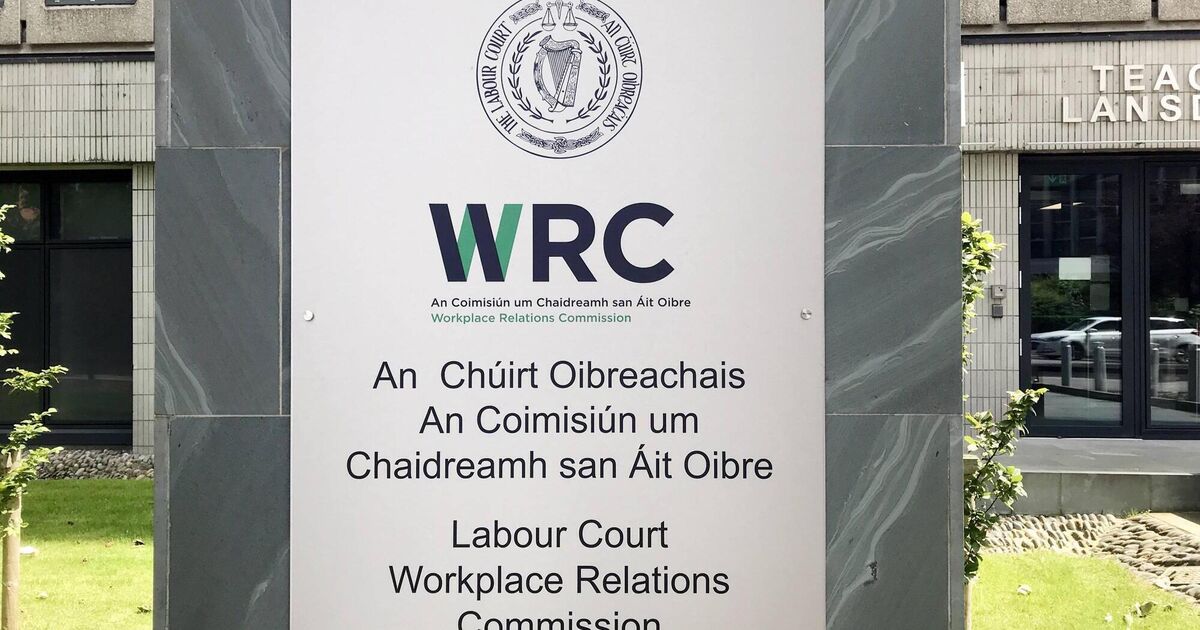 THE LABOUR COURT
AN CHÚIRT OIBREACHAIS
WRC
An Coimisiún um Chaidreamh san Áit Oibre
Workplace Relations Commission
An Chúirt Oibreachais
An Coimisiún um
Chaidreamh san Áit Oibre
Labour Court
Workplace Relations
Commission
TEAC
LANSD